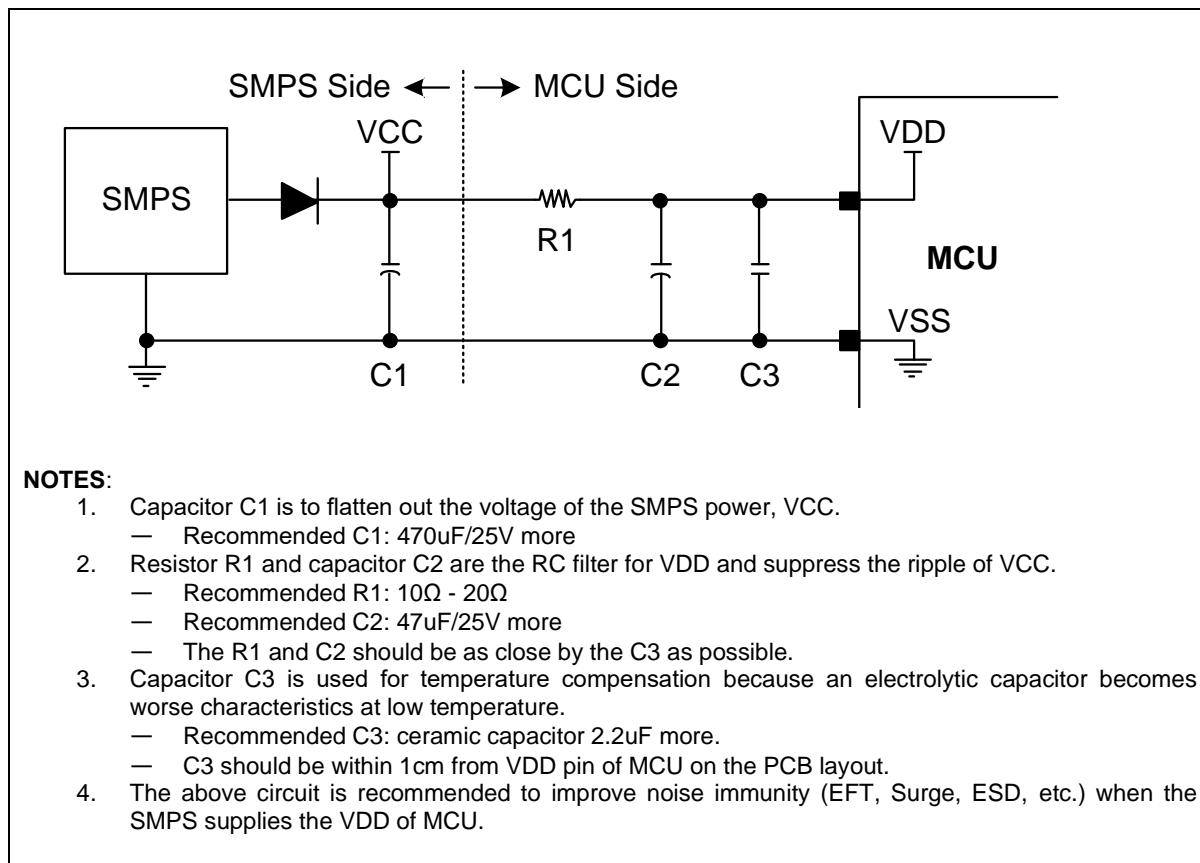 SMPS Side MCU Side
VCC
VDD
SMPS
R1
MCU
VSS
C1
C2
C3
NOTES:
1. Capacitor C1 is to flatten out the voltage of the SMPS power, VCC.
— Recommended C1: 470uF/25V more
2. Resistor R1 and capacitor C2 are the RC filter for VDD and suppress the ripple of VCC.
— Recommended R1: 10Ω - 20Ω
— Recommended C2: 47uF/25V more
— The R1 and C2 should be as close by the C3 as possible.
3. Capacitor C3 is used for temperature compensation because an electrolytic capacitor becomes
worse characteristics at low temperature.
— Recommended C3: ceramic capacitor 2.2uF more.
— C3 should be within 1cm from VDD pin of MCU on the PCB layout.
4. The above circuit is recommended to improve noise immunity (EFT, Surge, ESD, etc.) when the
SMPS supplies the VDD of MCU.